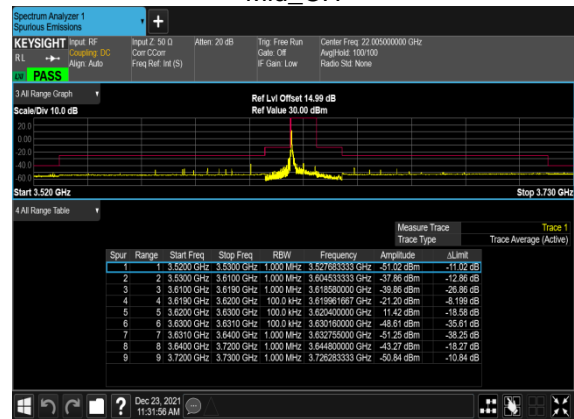 Spectrum Analyzer 1
Spurious Emissions
+
KEYSIGHT Input: RF Input Z: 50 Ω Atten: 20 dB Trig: Free Run Center Freq: 22.005000000 GHz
RL Coupling: DC Corr CCorr Gate: Off Avg|Hold: 100/100
Align: Auto Freq Ref: Int (S) IF Gain: Low Radio Std: None
PASS
3 All Range Graph Ref Lvl Offset 14.99 dB
Scale/Div 10.0 dB Ref Value 30.00 dBm
20.0
0.00
-20.0
-40.0
-60.0
Start 3.520 GHz Stop 3.730 GHz
4 All Range Table
Measure Trace Trace 1
Trace Type Trace Average (Active)
Spur Range Start Freq Stop Freq RBW Frequency Amplitude ΔLimit
1 1 3.5200 GHz 3.5300 GHz 1.000 MHz 3.527683333 GHz -51.02 dBm -11.02 dB
2 2 3.5300 GHz 3.6100 GHz 1.000 MHz 3.604533333 GHz -37.86 dBm -12.86 dB
3 3 3.6100 GHz 3.6190 GHz 1.000 MHz 3.618580000 GHz -39.86 dBm -26.86 dB
4 4 3.6190 GHz 3.6200 GHz 100.0 kHz 3.619961667 GHz -21.20 dBm -8.199 dB
5 5 3.6200 GHz 3.6300 GHz 100.0 kHz 3.620400000 GHz 11.42 dBm -18.58 dB
6 6 3.6300 GHz 3.6310 GHz 100.0 kHz 3.630160000 GHz -48.61 dBm -35.61 dB
7 7 3.6310 GHz 3.6400 GHz 1.000 MHz 3.632755000 GHz -51.25 dBm -38.25 dB
8 8 3.6400 GHz 3.7200 GHz 1.000 MHz 3.644800000 GHz -43.27 dBm -18.27 dB
9 9 3.7200 GHz 3.7300 GHz 1.000 MHz 3.726283333 GHz -50.84 dBm -10.84 dB
? Dec 23, 2021
11:31:56 AM